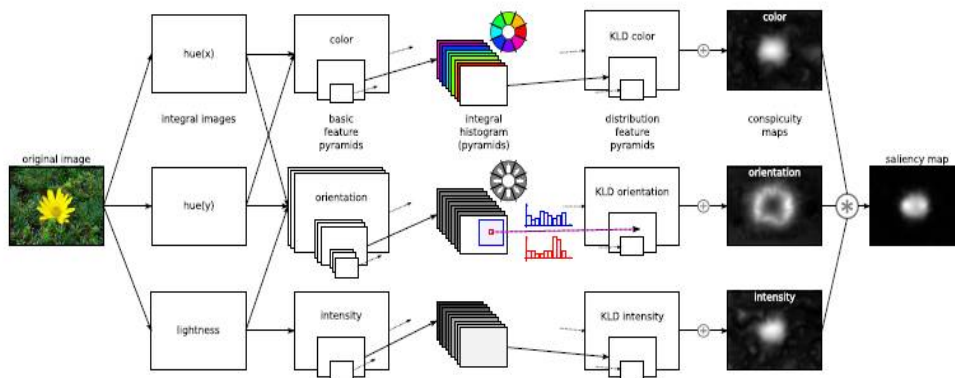 color
hue(x)
color
KLD color
integral images
basic
feature
pyramids
integral
histogram
(pyramids)
distribution
feature
pyramids
conspicuity
maps
original image
orientation
saliency map
hue(y)
orientation
KLD orientation
lightness
intensity
KLD intensity
intensity